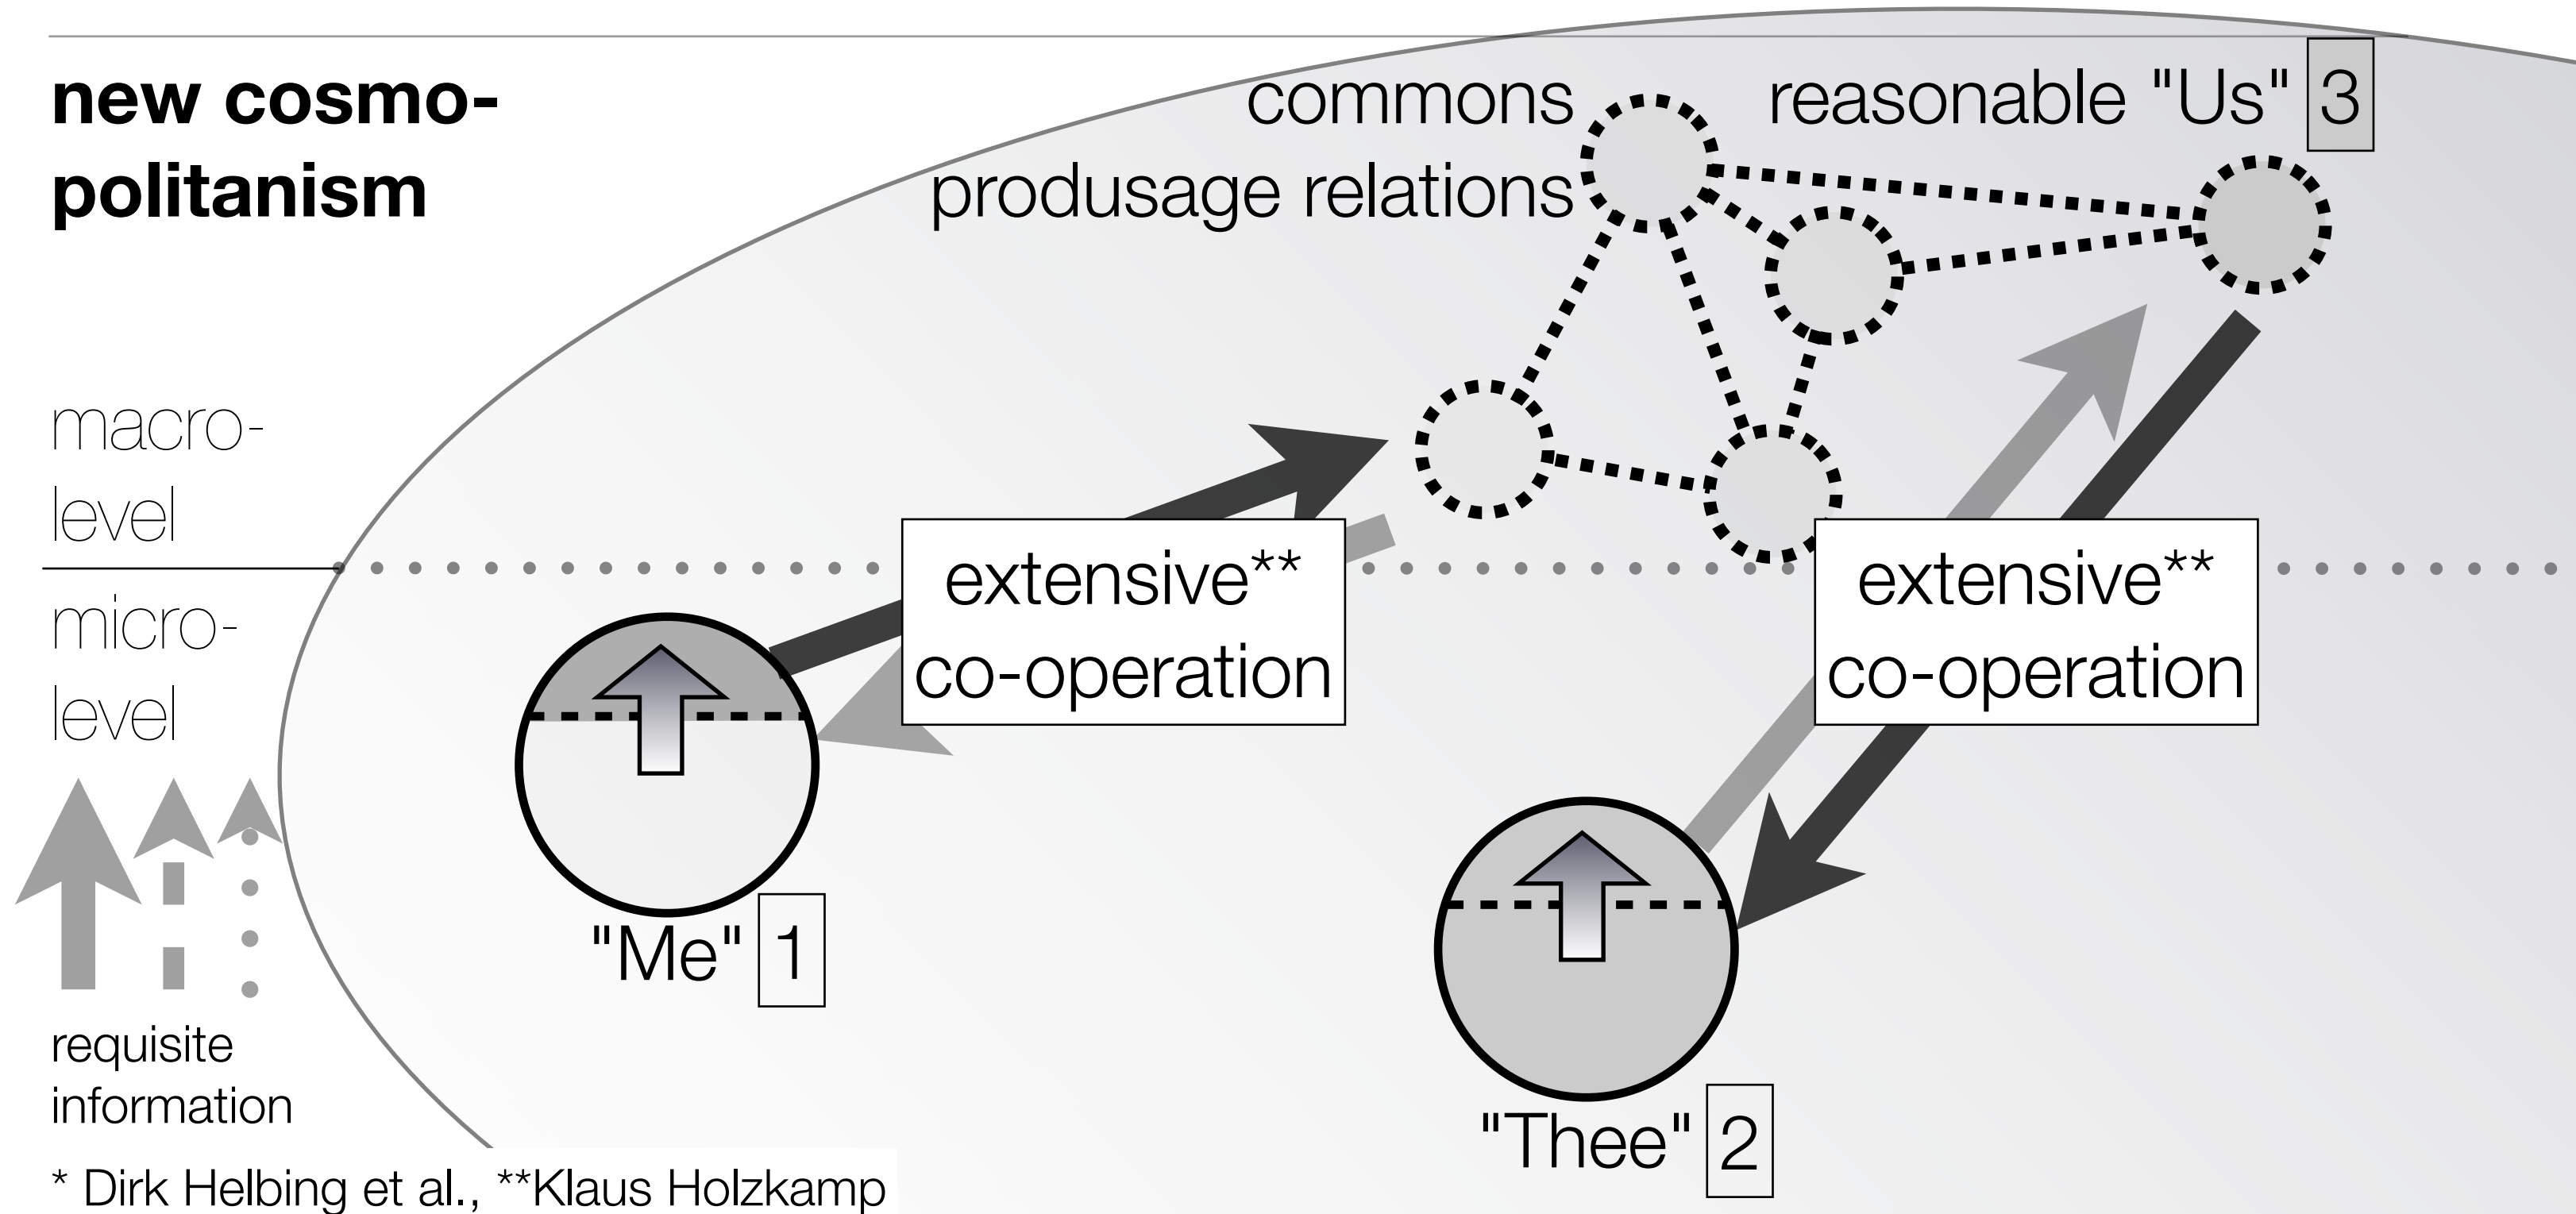 new cosmo-
politanism
commons
produsage relations
reasonable "Us" 3
macro-
level
micro-
level
extensive**
co-operation
extensive**
co-operation
"Me" 1
"Thee" 2
requisite
information
* Dirk Helbing et al., **Klaus Holzkamp